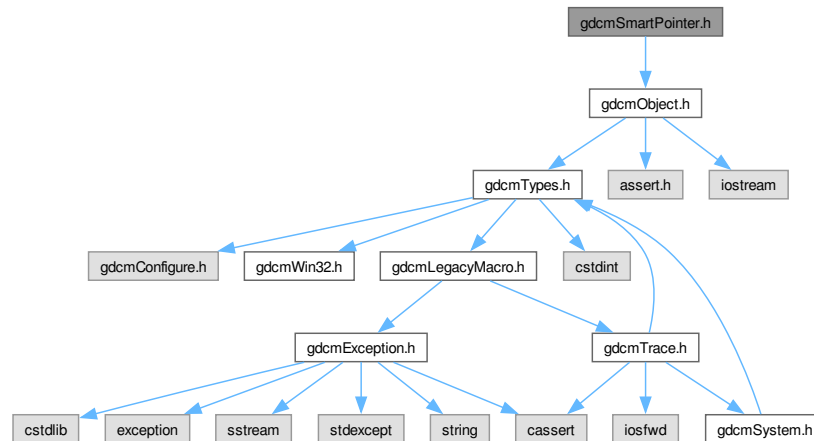 gdcmSmartPointer.h
gdcmObject.h
gdcmTypes.h
assert.h
iostream
gdcmConfigure.h
gdcmWin32.h
gdcmLegacyMacro.h
cstdint
gdcmException.h
gdcmTrace.h
cstdlib
exception
sstream
stdexcept
string
cassert
iosfwd
gdcmSystem.h